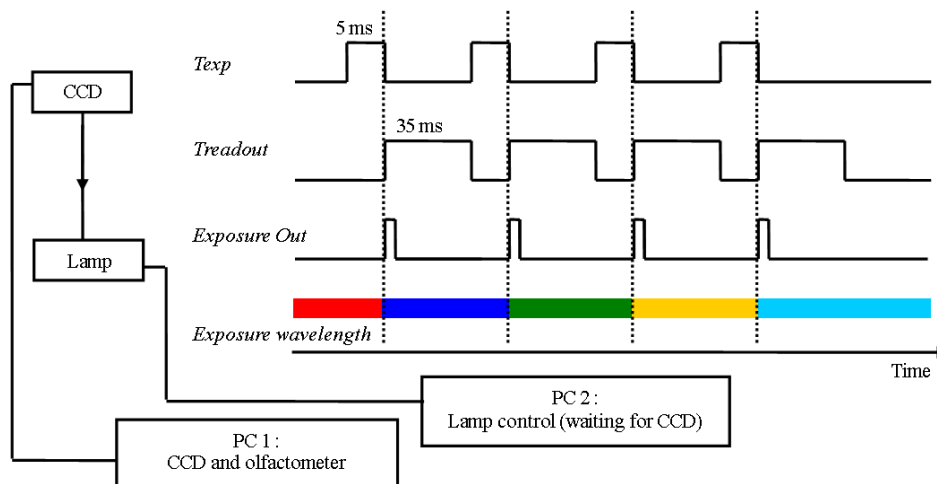 5 ms
Texp
CCD
35 ms
Treadout
Exposure Out
Lamp
Exposure wavelength
Time
PC 2 :
Lamp control (waiting for CCD)
PC 1 :
CCD and olfactometer